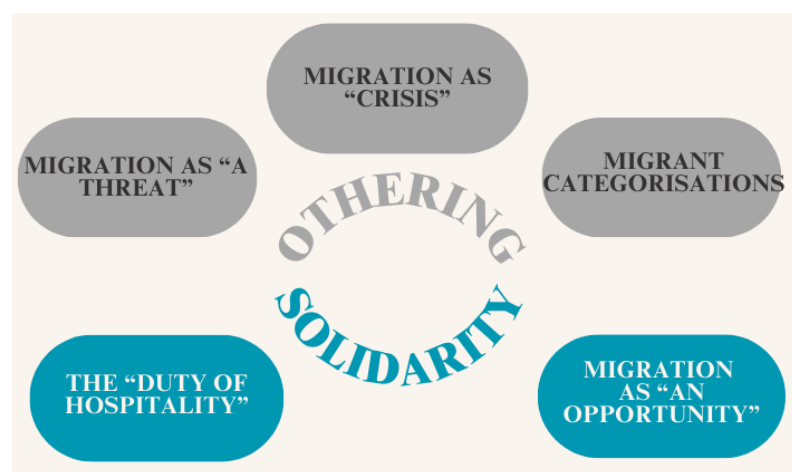 MIGRATION AS
“CRISIS”
MIGRATION AS “A
THREAT”
MIGRANT
CATEGORISATIONS
OTHERING
SOLIDARITY
THE “DUTY OF
HOSPITALITY”
MIGRATION
AS “AN
OPPORTUNITY”